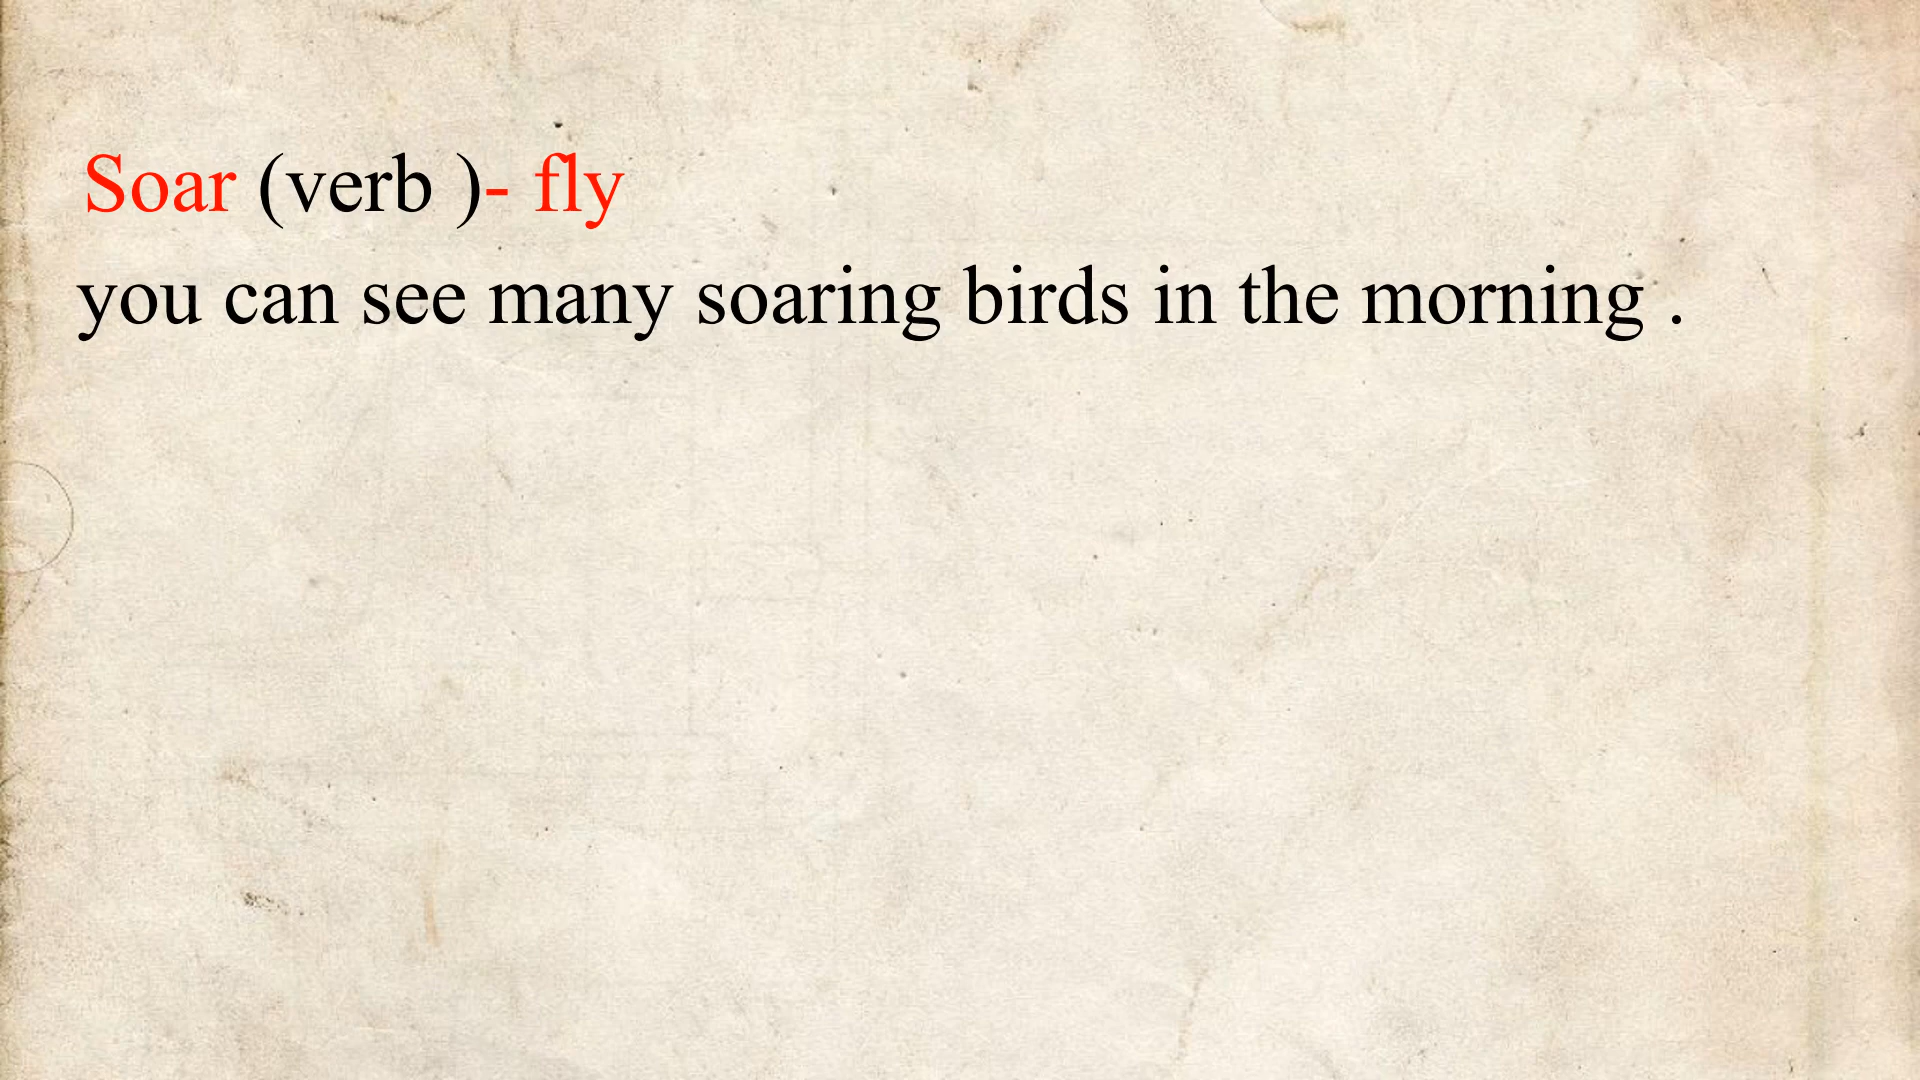 Soar (verb )- fly
you can see many soaring birds in the morning .